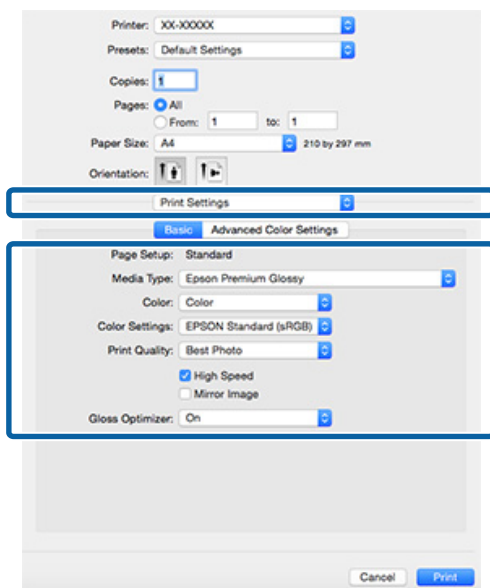 Printer: XX-XXXXX
Presets: Default Settings
Copies: 1
Pages: All
From: 1 to: 1
Paper Size: A4 210 by 297 mm
Orientation:
Print Settings
Basic Advanced Color Settings
Page Setup: Standard
Media Type: Epson Premium Glossy
Color: Color
Color Settings: EPSON Standard (sRGB)
Print Quality: Best Photo
High Speed
Mirror Image
Gloss Optimizer: On
Cancel Print